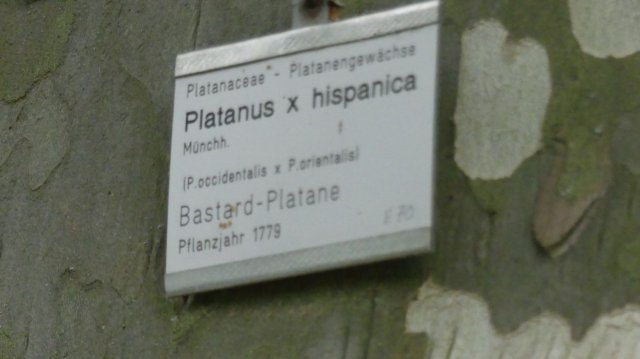 Platanaceae - Platanengewächse
Platanus x hispanica
Münchh.
(P.occidentalis x P.orientalis)
Bastard-Platane
Pflanzjahr 1779